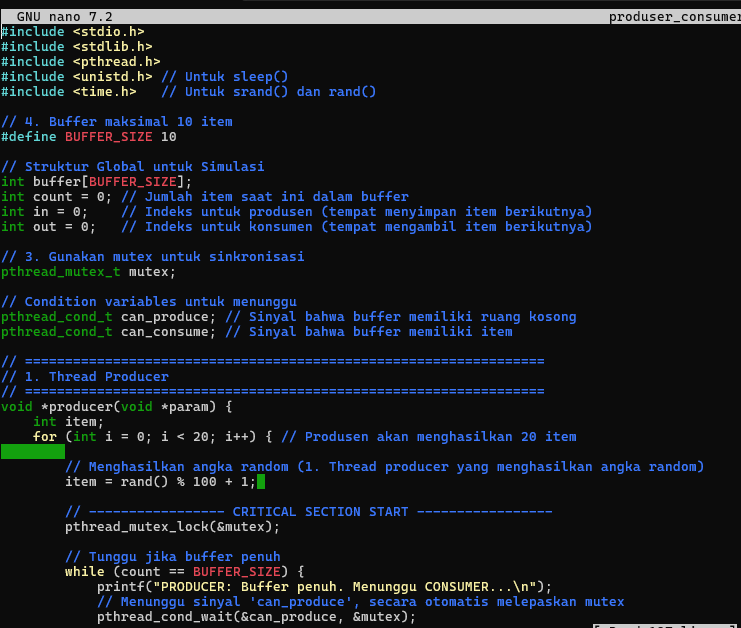 GNU nano 7.2 produser_consumer
#include <stdio.h>
#include <stdlib.h>
#include <pthread.h>
#include <unistd.h> // Untuk sleep()
#include <time.h>   // Untuk srand() dan rand()
// 4. Buffer maksimal 10 item
#define BUFFER_SIZE 10
// Struktur Global untuk Simulasi
int buffer[BUFFER_SIZE];
int count = 0; // Jumlah item saat ini dalam buffer
int in = 0;    // Indeks untuk produsen (tempat menyimpan item berikutnya)
int out = 0;   // Indeks untuk konsumen (tempat mengambil item berikutnya)
// 3. Gunakan mutex untuk sinkronisasi
pthread_mutex_t mutex;
// Condition variables untuk menunggu
pthread_cond_t can_produce; // Sinyal bahwa buffer memiliki ruang kosong
pthread_cond_t can_consume; // Sinyal bahwa buffer memiliki item
// =================================================================
// 1. Thread Producer
// =================================================================
void *producer(void *param) {
    int item;
    for (int i = 0; i < 20; i++) { // Produsen akan menghasilkan 20 item
        // Menghasilkan angka random (1. Thread producer yang menghasilkan angka random)
        item = rand() % 100 + 1;
        // ----------------- CRITICAL SECTION START -----------------
        pthread_mutex_lock(&mutex);
        // Tunggu jika buffer penuh
        while (count == BUFFER_SIZE) {
            printf("PRODUCER: Buffer penuh. Menunggu CONSUMER...\n");
            // Menunggu sinyal 'can_produce', secara otomatis melepaskan mutex
            pthread_cond_wait(&can_produce, &mutex);